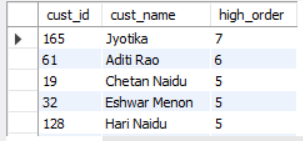 cust_id cust_name high_order
165 Jyotika 7
61 Aditi Rao 6
19 Chetan Naidu 5
32 Eshwar Menon 5
128 Hari Naidu 5